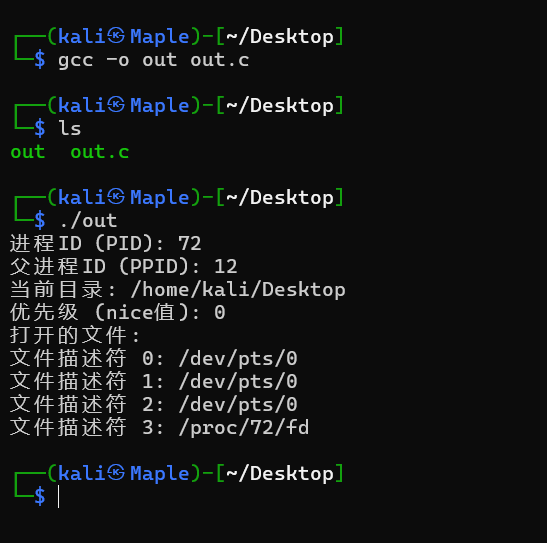 ┌──(kali㉿Maple)-[~/Desktop]
└─$ gcc -o out out.c
┌──(kali㉿Maple)-[~/Desktop]
└─$ ls
out  out.c
┌──(kali㉿Maple)-[~/Desktop]
└─$ ./out
进程ID (PID): 72
父进程ID (PPID): 12
当前目录: /home/kali/Desktop
优先级 (nice值): 0
打开的文件:
文件描述符 0: /dev/pts/0
文件描述符 1: /dev/pts/0
文件描述符 2: /dev/pts/0
文件描述符 3: /proc/72/fd
┌──(kali㉿Maple)-[~/Desktop]
└─$